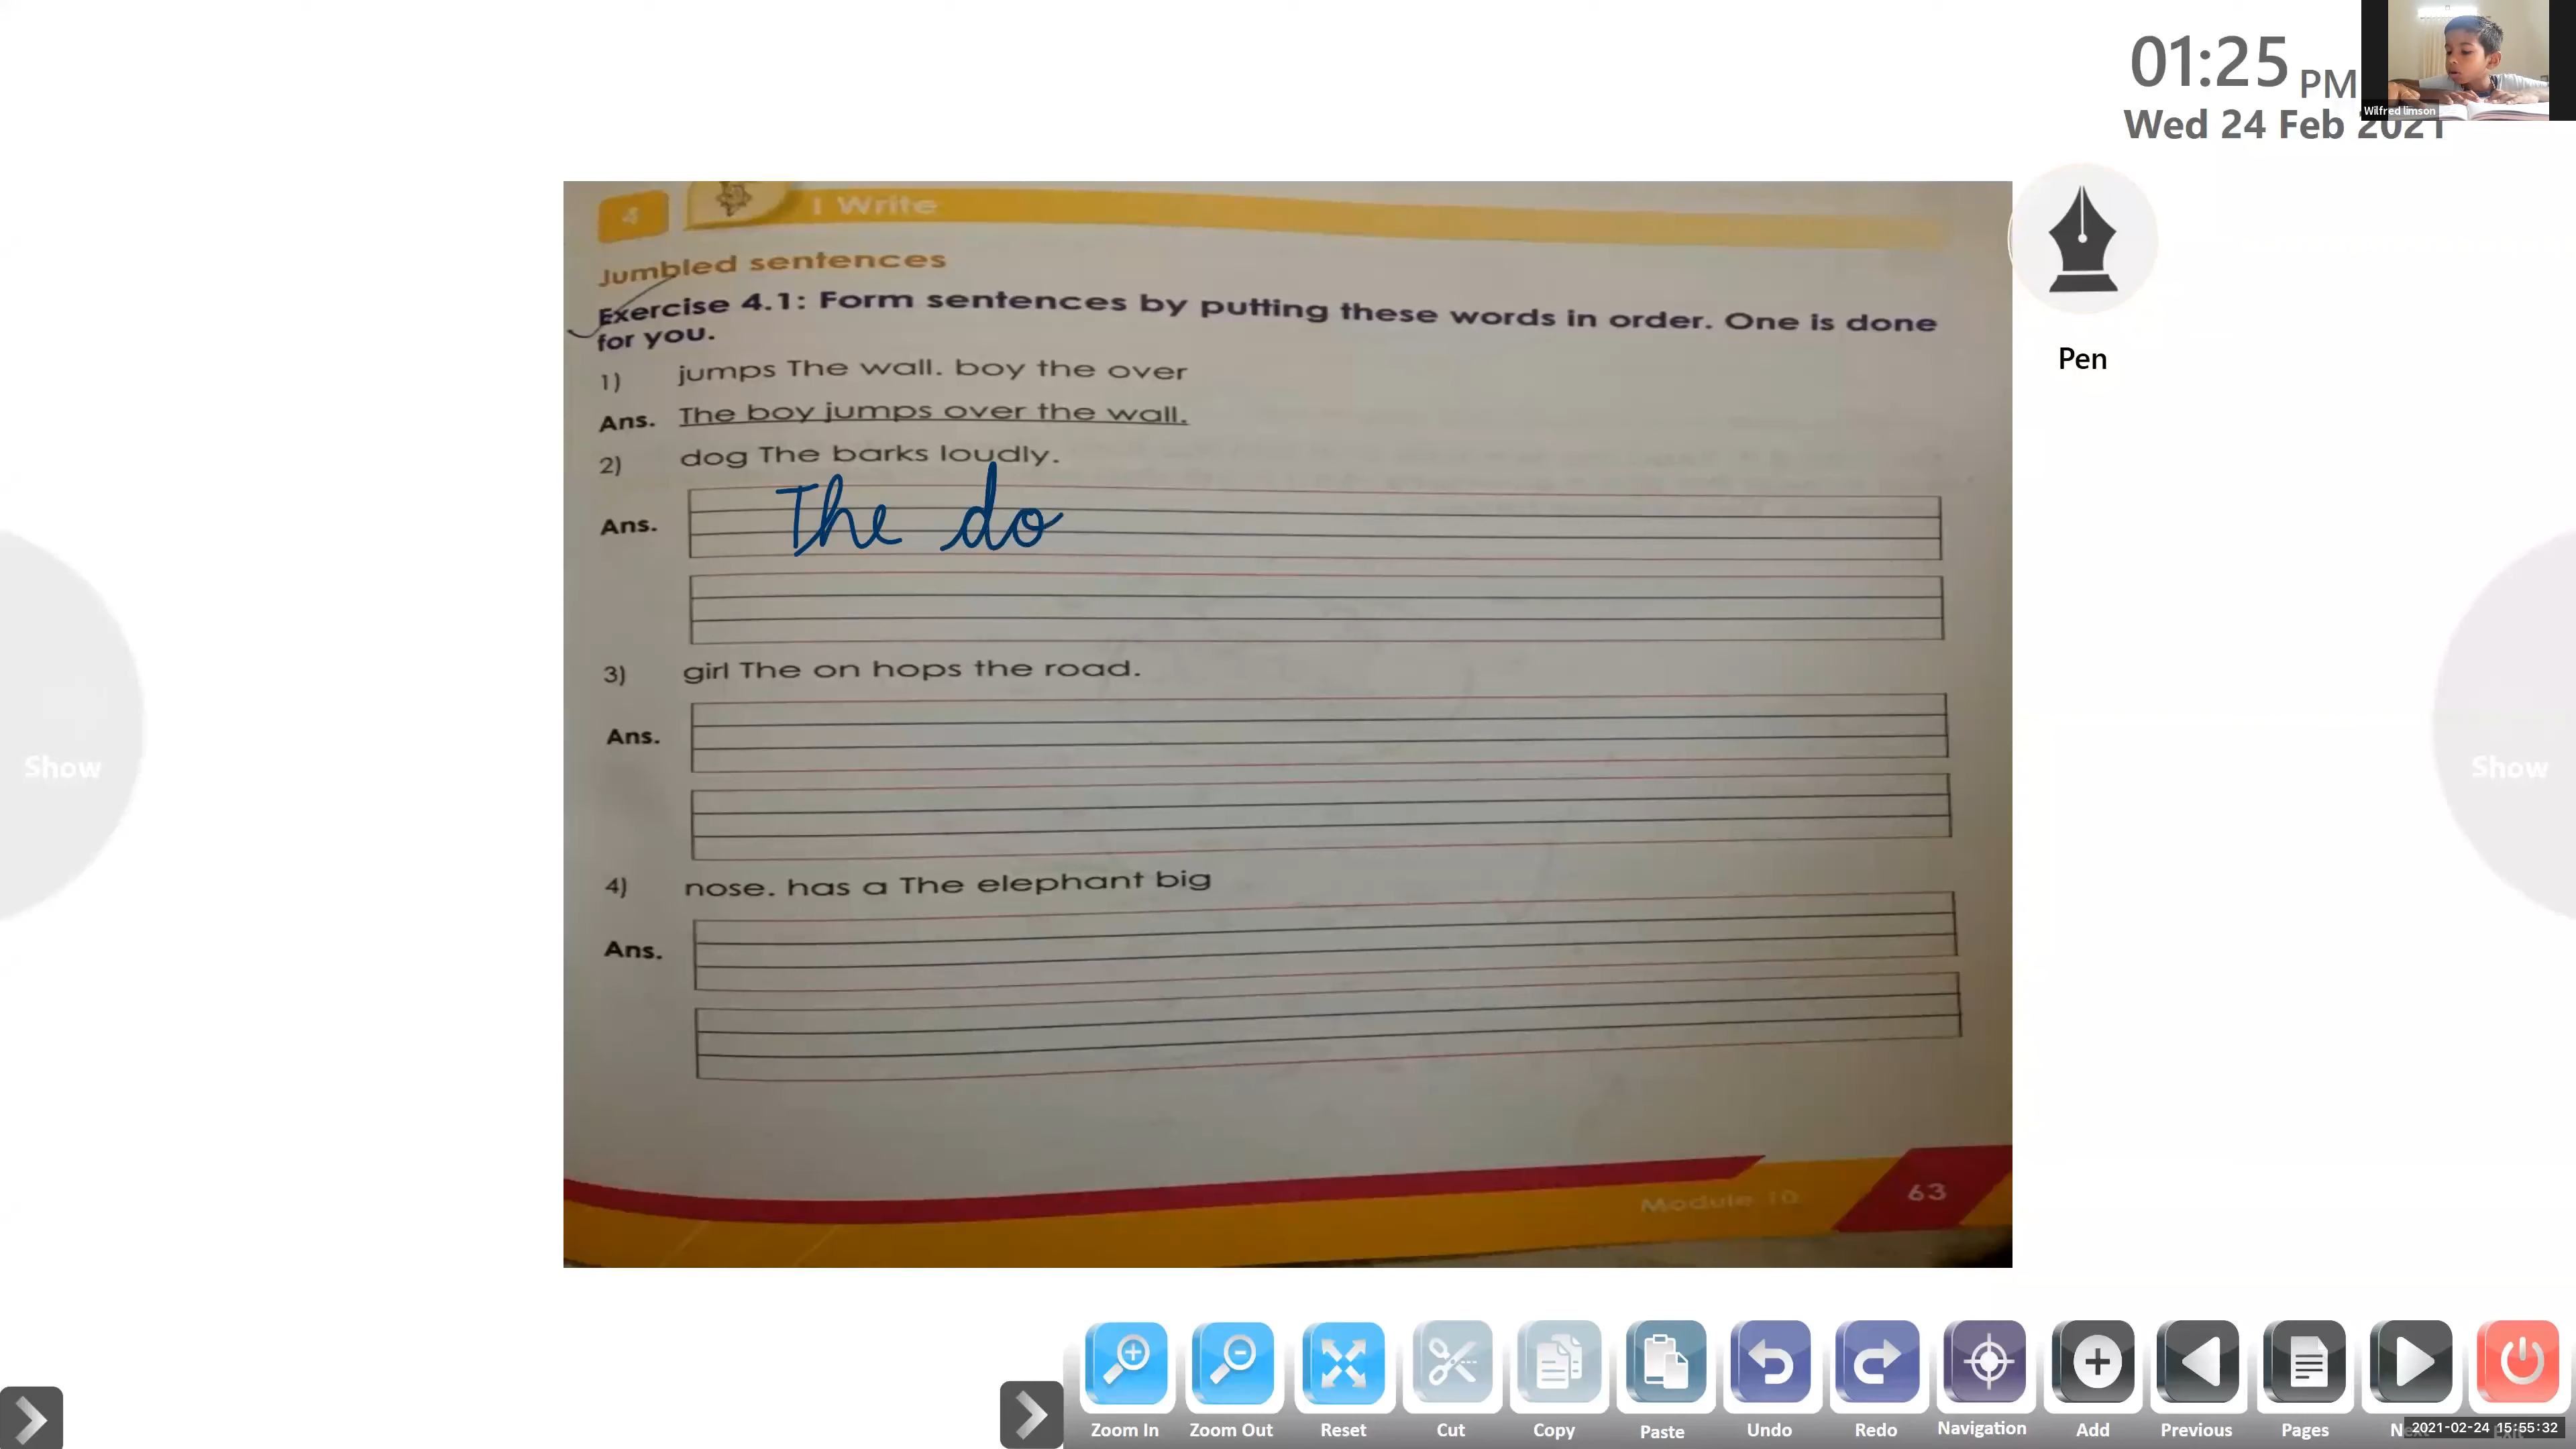 01:25 PM
Wed 24 Feb 2021
Wilfred limson
Pen
4 I Write
Jumbled sentences
Exercise 4.1: Form sentences by putting these words in order. One is done
for you.
1) jumps The wall. boy the over
Ans. The boy jumps over the wall.
2) dog The barks loudly.
Ans. The do
3) girl The on hops the road.
Ans.
4) nose. has a The elephant big
Ans.
Module 10 63
Show
Show
Zoom In Zoom Out Reset Cut Copy Paste Undo Redo Navigation Add Previous Pages
2021-02-24 15:55:32